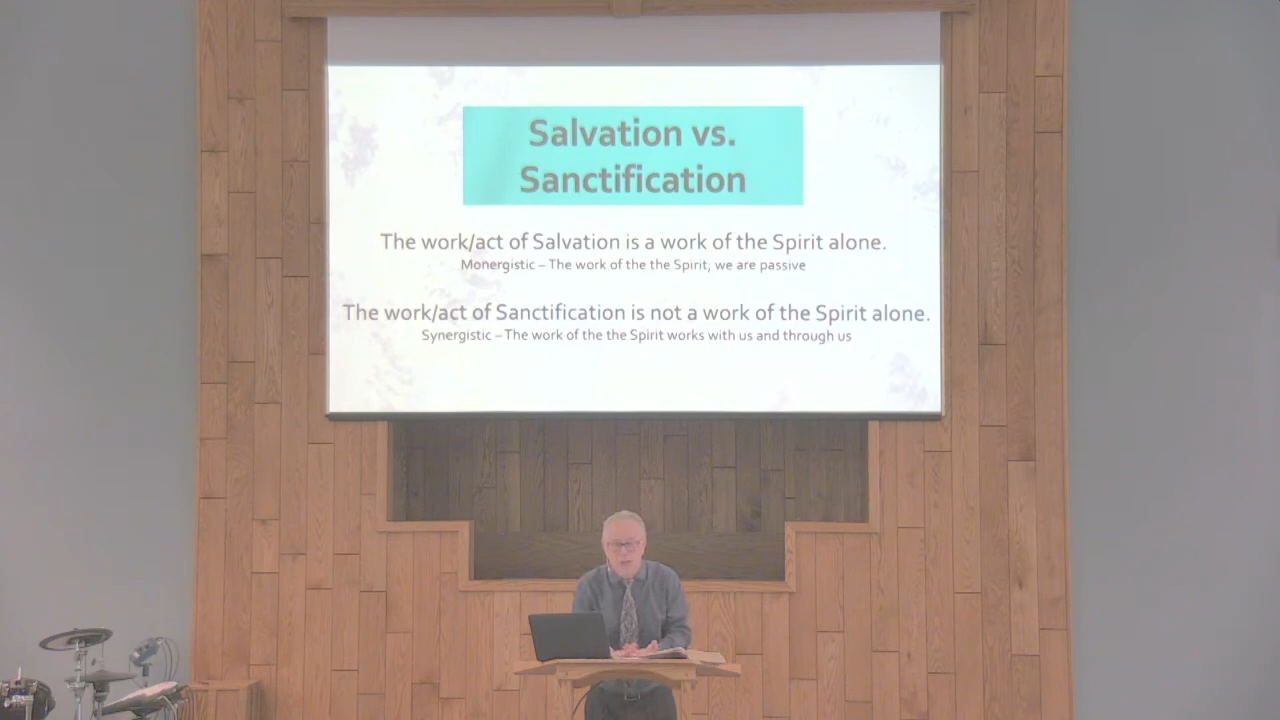 Salvation vs.
Sanctification
The work/act of Salvation is a work of the Spirit alone.
Monergistic – The work of the the Spirit; we are passive
The work/act of Sanctification is not a work of the Spirit alone.
Synergistic – The work of the the Spirit works with us and through us